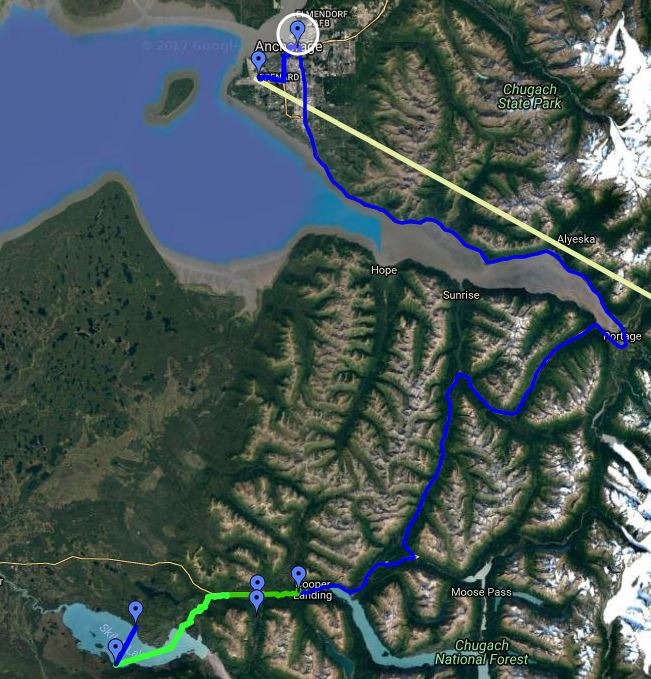 © 2017 Google
ELMENDORF
AFB
Anchorage
SPENARD
Chugach
State Park
Alyeska
Hope
Sunrise
Portage
Cooper
Landing
Moose Pass
Chugach
National Forest